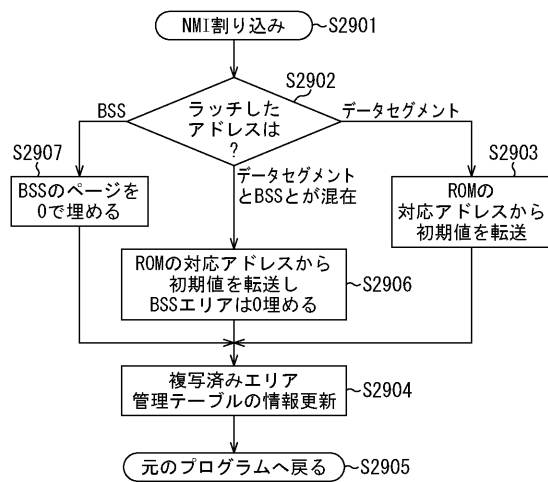 NMI割り込み
S2901
S2902
ラッチした
アドレスは
?
BSS
データセグメント
S2907
BSSのページを
0で埋める
データセグメント
とBSSとが混在
S2903
ROMの
対応アドレスから
初期値を転送
ROMの対応アドレスから
初期値を転送し
BSSエリアは0埋める
S2906
複写済みエリア
管理テーブルの情報更新
S2904
元のプログラムへ戻る
S2905